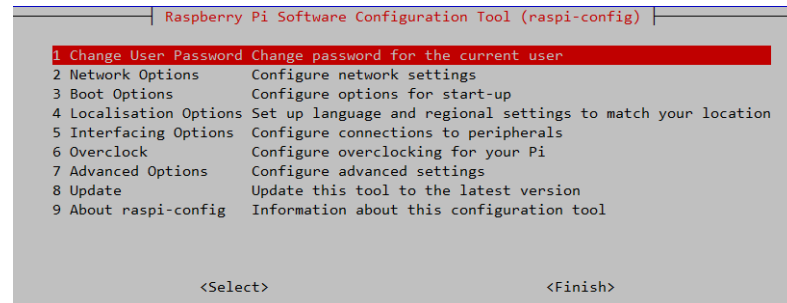 Raspberry Pi Software Configuration Tool (raspi-config)
1 Change User Password Change password for the current user
2 Network Options Configure network settings
3 Boot Options Configure options for start-up
4 Localisation Options Set up language and regional settings to match your location
5 Interfacing Options Configure connections to peripherals
6 Overclock Configure overclocking for your Pi
7 Advanced Options Configure advanced settings
8 Update Update this tool to the latest version
9 About raspi-config Information about this configuration tool
<Select> <Finish>